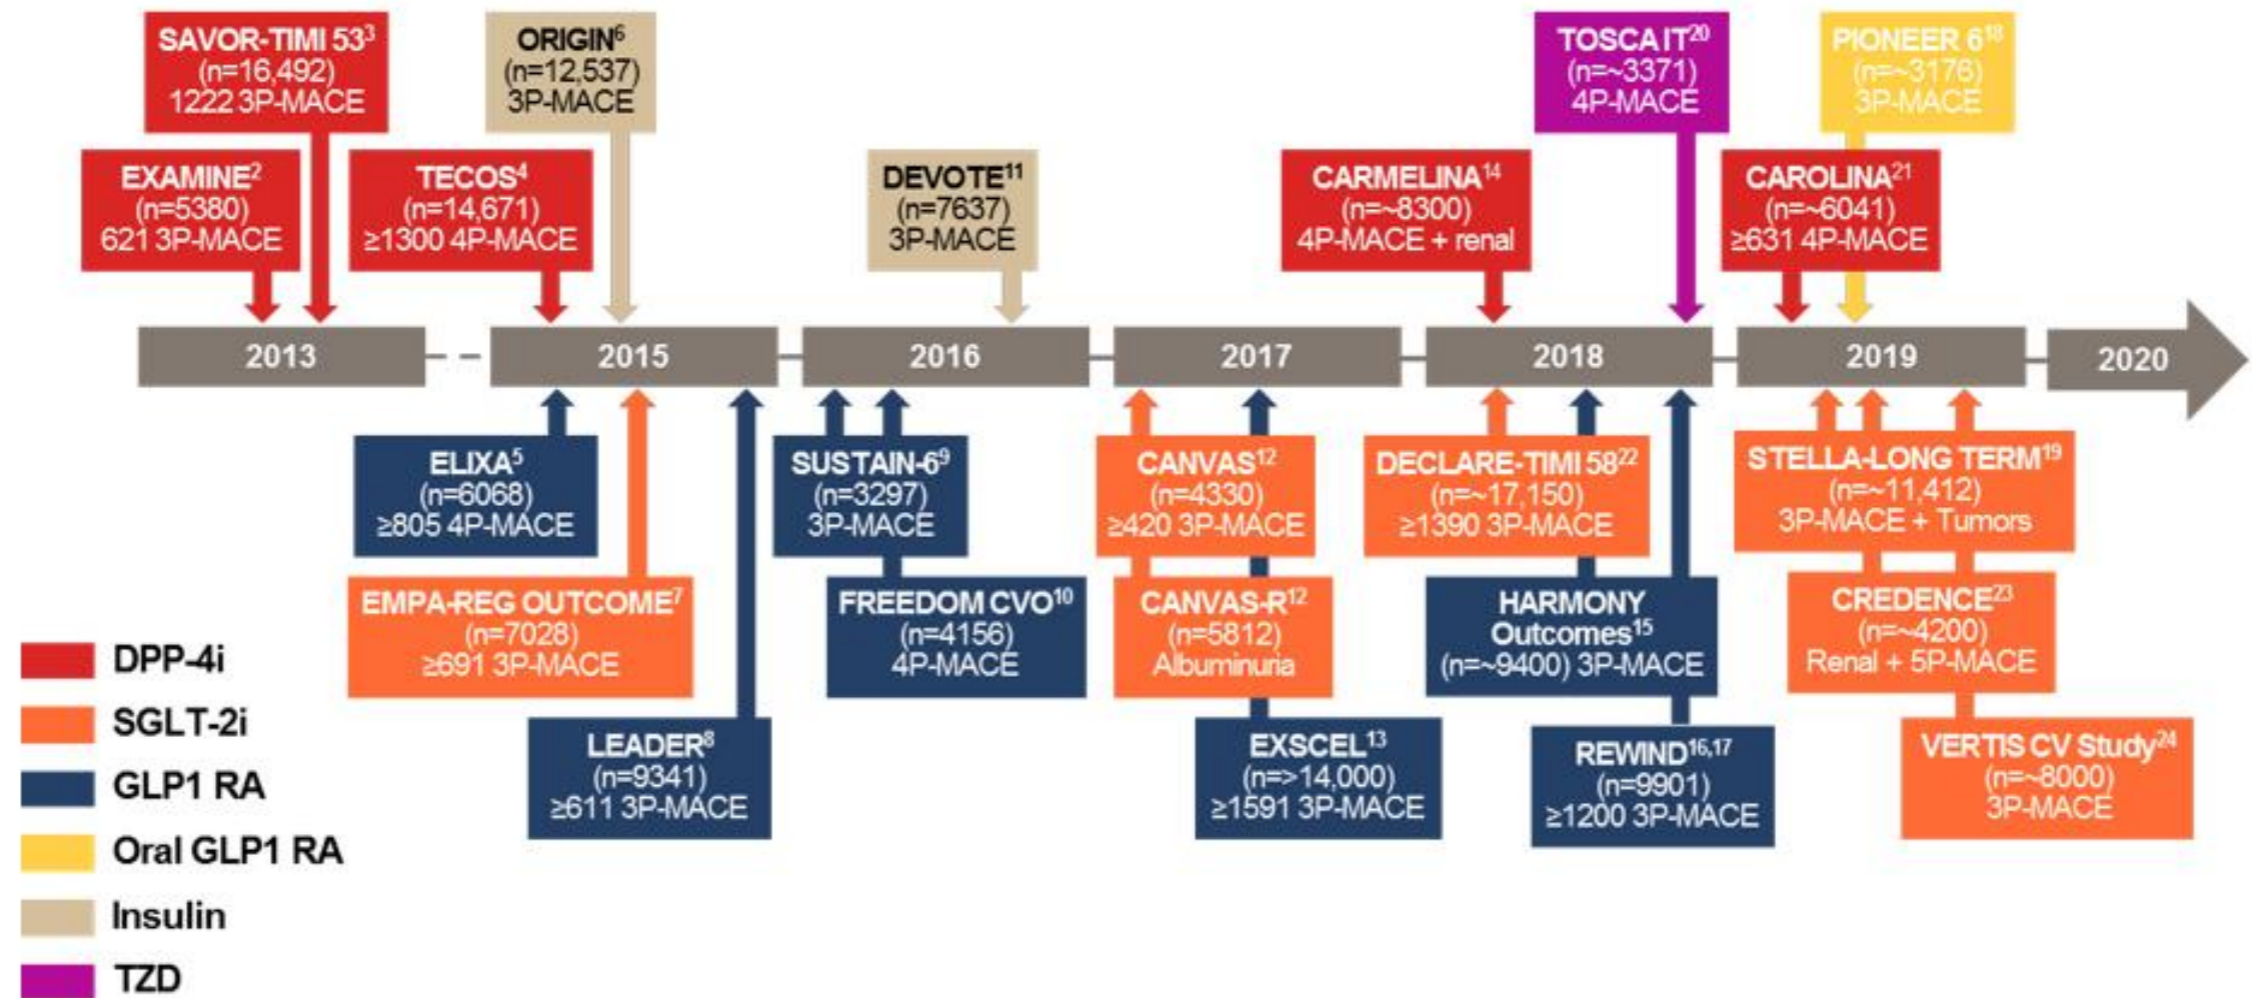 SAVOR-TIMI 53³
(n=16,492)
1222 3P-MACE
ORIGIN⁶
(n=12,537)
3P-MACE
TOSCA IT²⁰
(n=~3371)
4P-MACE
PIONEER 6¹⁸
(n=~3176)
3P-MACE
EXAMINE²
(n=5380)
621 3P-MACE
TECOS⁴
(n=14,671)
≥1300 4P-MACE
DEVOTE¹¹
(n=7637)
3P-MACE
CARMELINA¹⁴
(n=~8300)
4P-MACE + renal
CAROLINA²¹
(n=~6041)
≥631 4P-MACE
2013
2015
2016
2017
2018
2019
2020
ELIXA⁵
(n=6068)
≥805 4P-MACE
SUSTAIN-6⁹
(n=3297)
3P-MACE
CANVAS¹²
(n=4330)
≥420 3P-MACE
DECLARE-TIMI 58²²
(n=~17,150)
≥1390 3P-MACE
STELLA-LONG TERM¹⁹
(n=~11,412)
3P-MACE + Tumors
EMPA-REG OUTCOME⁷
(n=7028)
≥691 3P-MACE
FREEDOM CVO¹⁰
(n=4156)
4P-MACE
CANVAS-R¹²
(n=5812)
Albuminuria
HARMONY
Outcomes¹⁵
(n=~9400) 3P-MACE
CREDENCE²³
(n=~4200)
Renal + 5P-MACE
LEADER⁸
(n=9341)
≥611 3P-MACE
EXSCEL¹³
(n=>14,000)
≥1591 3P-MACE
REWIND¹⁶,¹⁷
(n=9901)
≥1200 3P-MACE
VERTIS CV Study²⁴
(n=~8000)
3P-MACE
DPP-4i
SGLT-2i
GLP1 RA
Oral GLP1 RA
Insulin
TZD